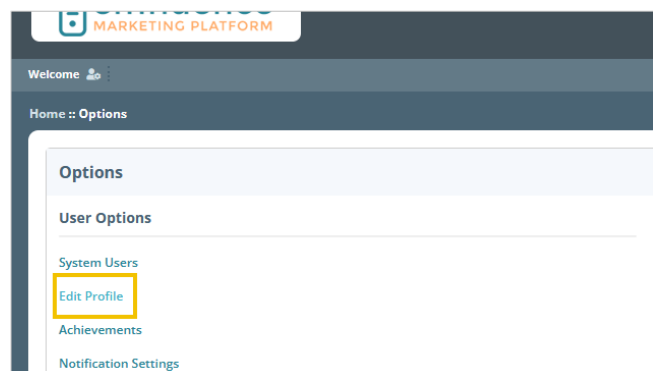 MARKETING PLATFORM
Welcome
Home :: Options
Options
User Options
System Users
Edit Profile
Achievements
Notification Settings